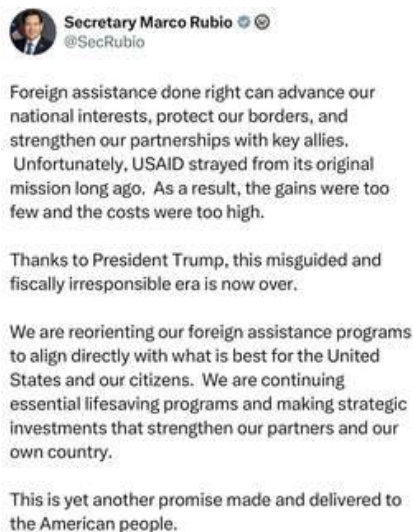 Secretary Marco Rubio
@SecRubio
Foreign assistance done right can advance our
national interests, protect our borders, and
strengthen our partnerships with key allies.
Unfortunately, USAID strayed from its original
mission long ago. As a result, the gains were too
few and the costs were too high.
Thanks to President Trump, this misguided and
fiscally irresponsible era is now over.
We are reorienting our foreign assistance programs
to align directly with what is best for the United
States and our citizens. We are continuing
essential lifesaving programs and making strategic
investments that strengthen our partners and our
own country.
This is yet another promise made and delivered to
the American people.